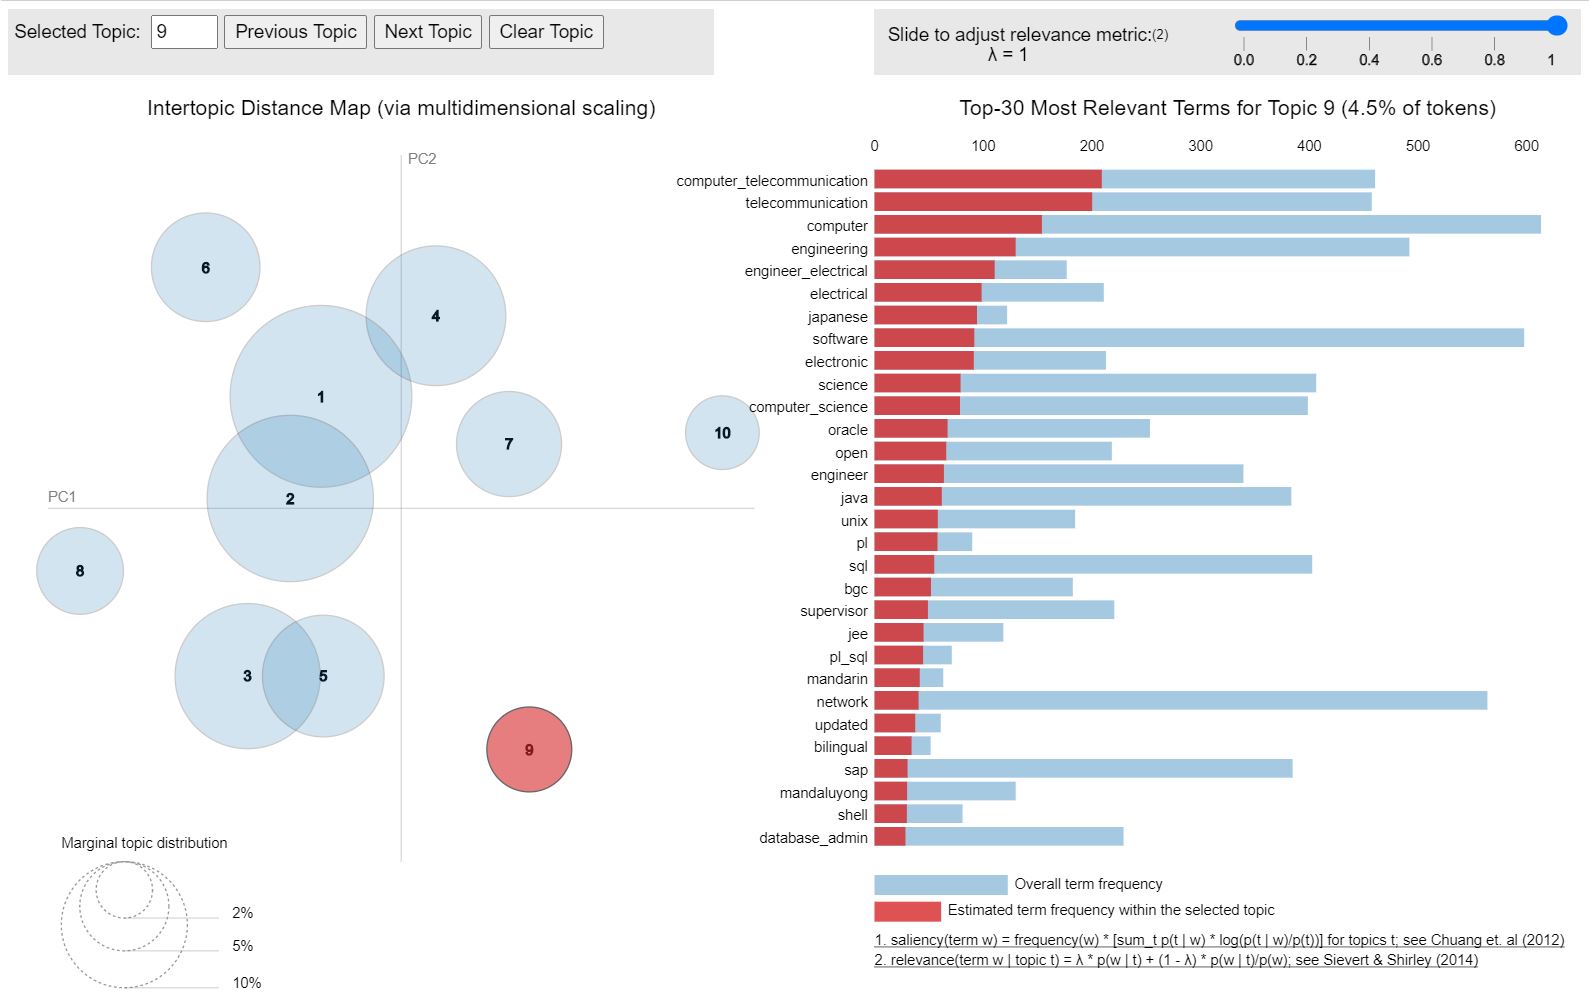 Selected Topic: 9 Previous Topic Next Topic Clear Topic
Slide to adjust relevance metric:(2)
λ = 1
0.0 0.2 0.4 0.6 0.8 1
Intertopic Distance Map (via multidimensional scaling)
PC2
PC1
6
4
1
7
10
2
8
3
5
9
Marginal topic distribution
2%
5%
10%
Top-30 Most Relevant Terms for Topic 9 (4.5% of tokens)
0 100 200 300 400 500 600
computer_telecommunication
telecommunication
computer
engineering
engineer_electrical
electrical
japanese
software
electronic
science
computer_science
oracle
open
engineer
java
unix
pl
sql
bgc
supervisor
jee
pl_sql
mandarin
network
updated
bilingual
sap
mandaluyong
shell
database_admin
Overall term frequency
Estimated term frequency within the selected topic
1. saliency(term w) = frequency(w) * [sum_t p(t | w) * log(p(t | w)/p(t))] for topics t; see Chuang et. al (2012)
2. relevance(term w | topic t) = λ * p(w | t) + (1 - λ) * p(w | t)/p(w); see Sievert & Shirley (2014)